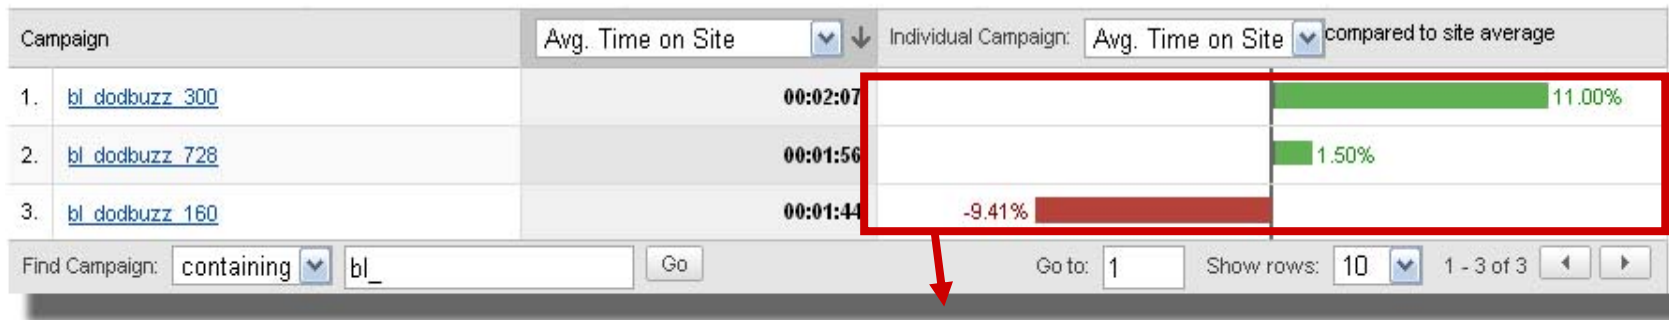 Campaign Avg. Time on Site Individual Campaign: Avg. Time on Site compared to site average
1. bl_dodbuzz_300 00:02:07 11.00%
2. bl_dodbuzz_728 00:01:56 1.50%
3. bl_dodbuzz_160 00:01:44 -9.41%
Find Campaign: containing bl_ Go Go to: 1 Show rows: 10 1 - 3 of 3